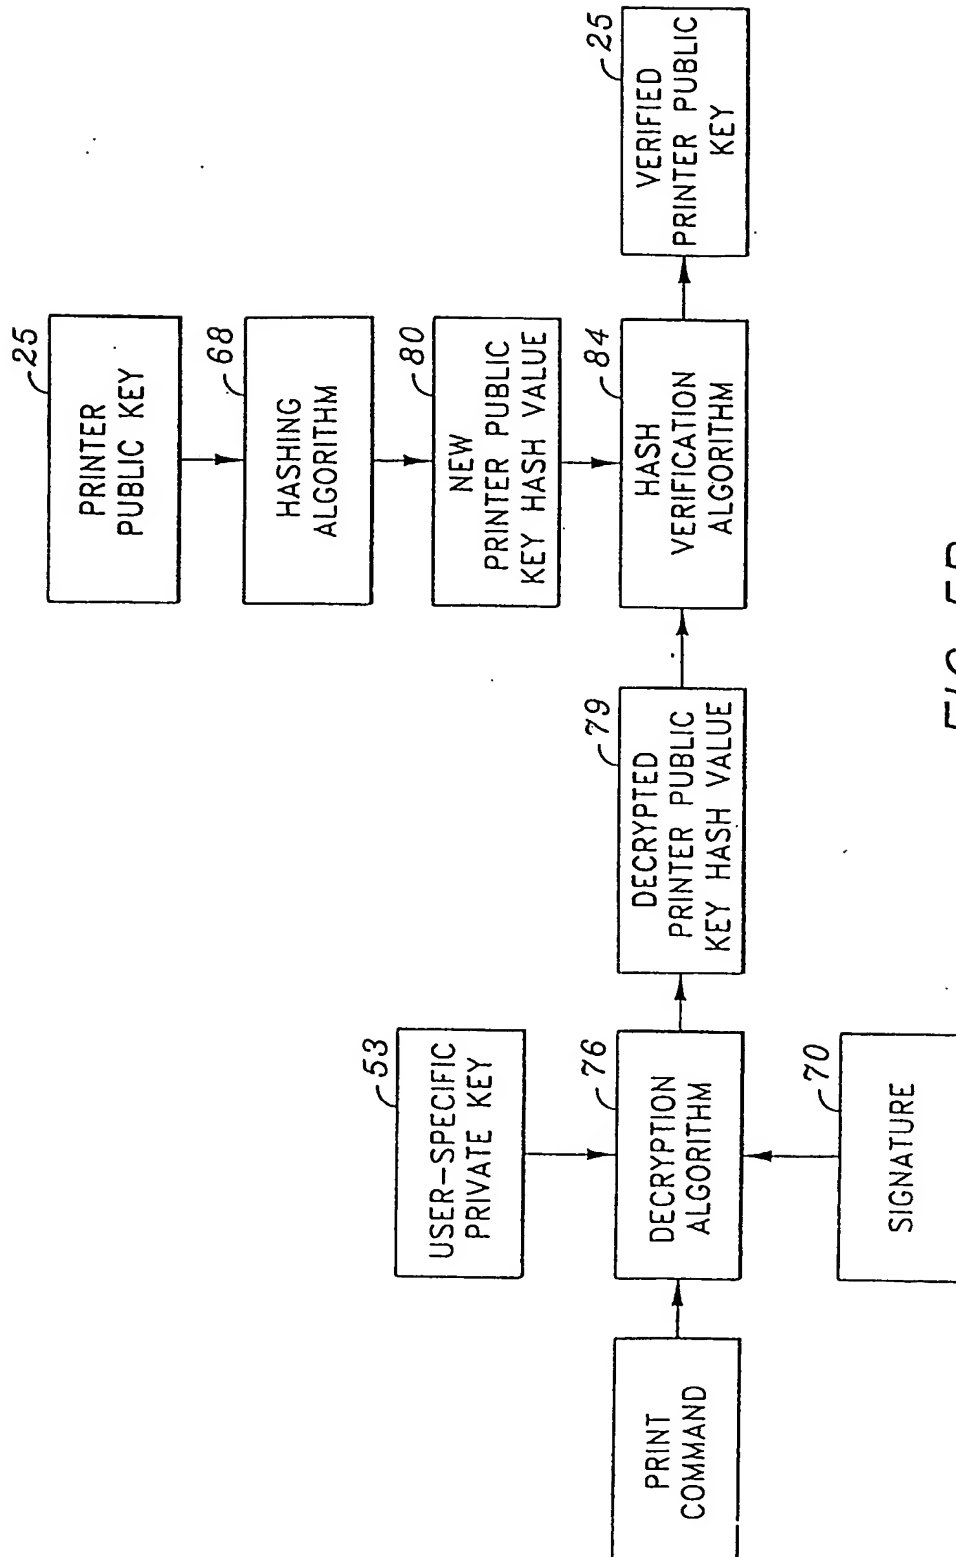 25
PRINTER
PUBLIC KEY
68
HASHING
ALGORITHM
53
USER-SPECIFIC
PRIVATE KEY
80
NEW
PRINTER PUBLIC
KEY HASH VALUE
PRINT
COMMAND
76
DECRYPTION
ALGORITHM
79
DECRYPTED
PRINTER PUBLIC
KEY HASH VALUE
84
HASH
VERIFICATION
ALGORITHM
25
VERIFIED
PRINTER PUBLIC
KEY
70
SIGNATURE
FIG.